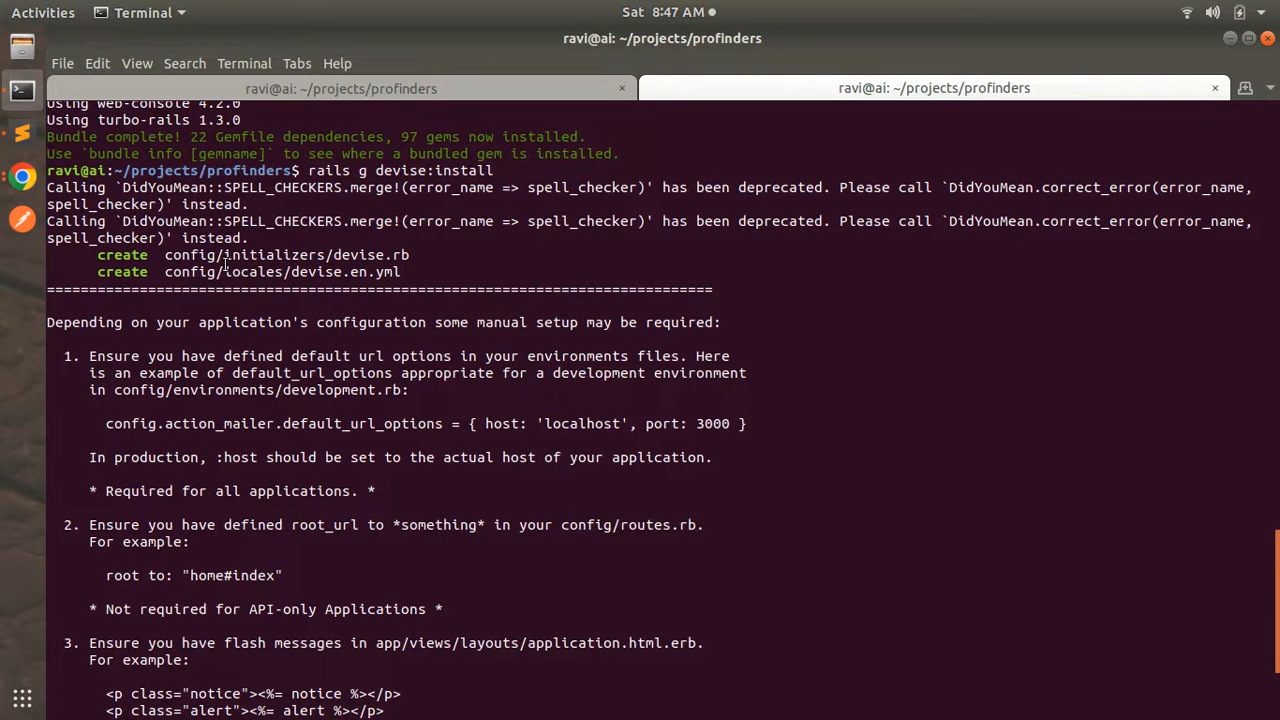 Activities
Terminal
Sat 8:47 AM
ravi@ai: ~/projects/profinders
File Edit View Search Terminal Tabs Help
ravi@ai: ~/projects/profinders × ravi@ai: ~/projects/profinders ×
Using web-console 4.2.0
Using turbo-rails 1.3.0
Bundle complete! 22 Gemfile dependencies, 97 gems now installed.
Use `bundle info [gemname]` to see where a bundled gem is installed.
ravi@ai:~/projects/profinders$ rails g devise:install
Calling `DidYouMean::SPELL_CHECKERS.merge!(error_name => spell_checker)' has been deprecated. Please call `DidYouMean.correct_error(error_name,
spell_checker)' instead.
Calling `DidYouMean::SPELL_CHECKERS.merge!(error_name => spell_checker)' has been deprecated. Please call `DidYouMean.correct_error(error_name,
spell_checker)' instead.
create config/initializers/devise.rb
create config/locales/devise.en.yml
===============================================================================
Depending on your application's configuration some manual setup may be required:
1. Ensure you have defined default url options in your environments files. Here
is an example of default_url_options appropriate for a development environment
in config/environments/development.rb:
config.action_mailer.default_url_options = { host: 'localhost', port: 3000 }
In production, :host should be set to the actual host of your application.
* Required for all applications. *
2. Ensure you have defined root_url to *something* in your config/routes.rb.
For example:
root to: "home#index"
* Not required for API-only Applications *
3. Ensure you have flash messages in app/views/layouts/application.html.erb.
For example:
<p class="notice"><%= notice %></p>
<p class="alert"><%= alert %></p>